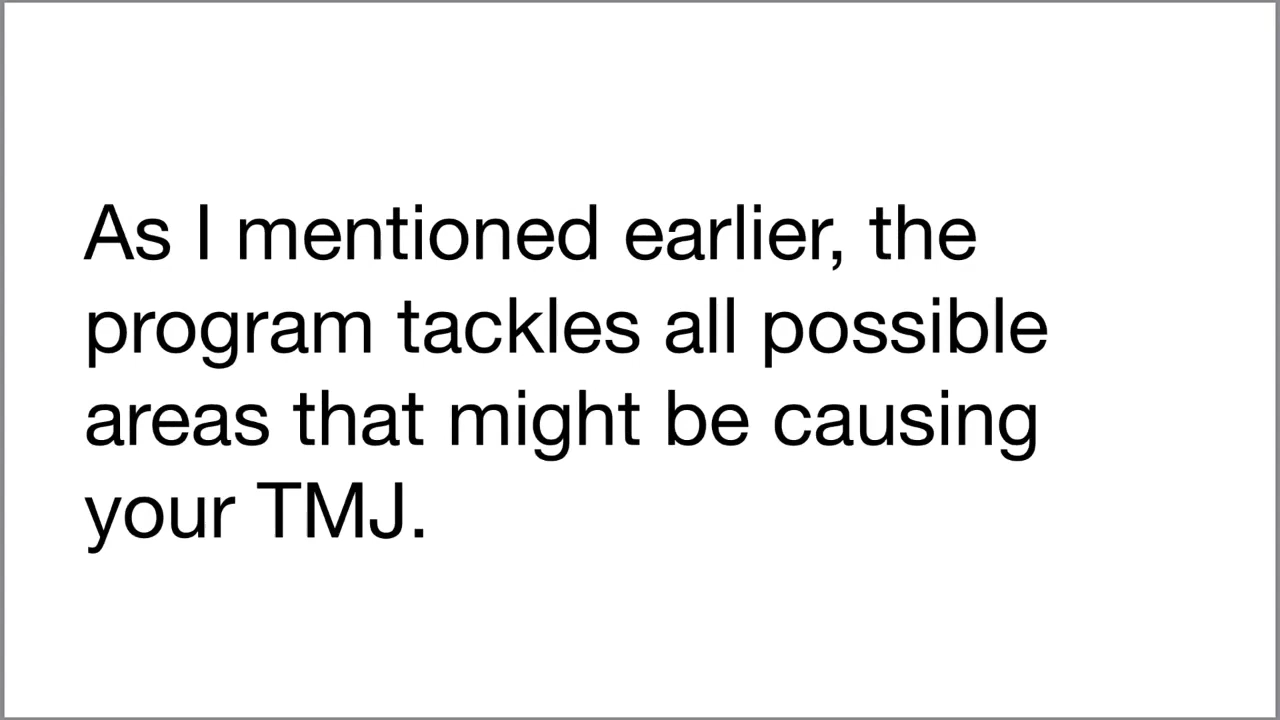 As I mentioned earlier, the
program tackles all possible
areas that might be causing
your TMJ.